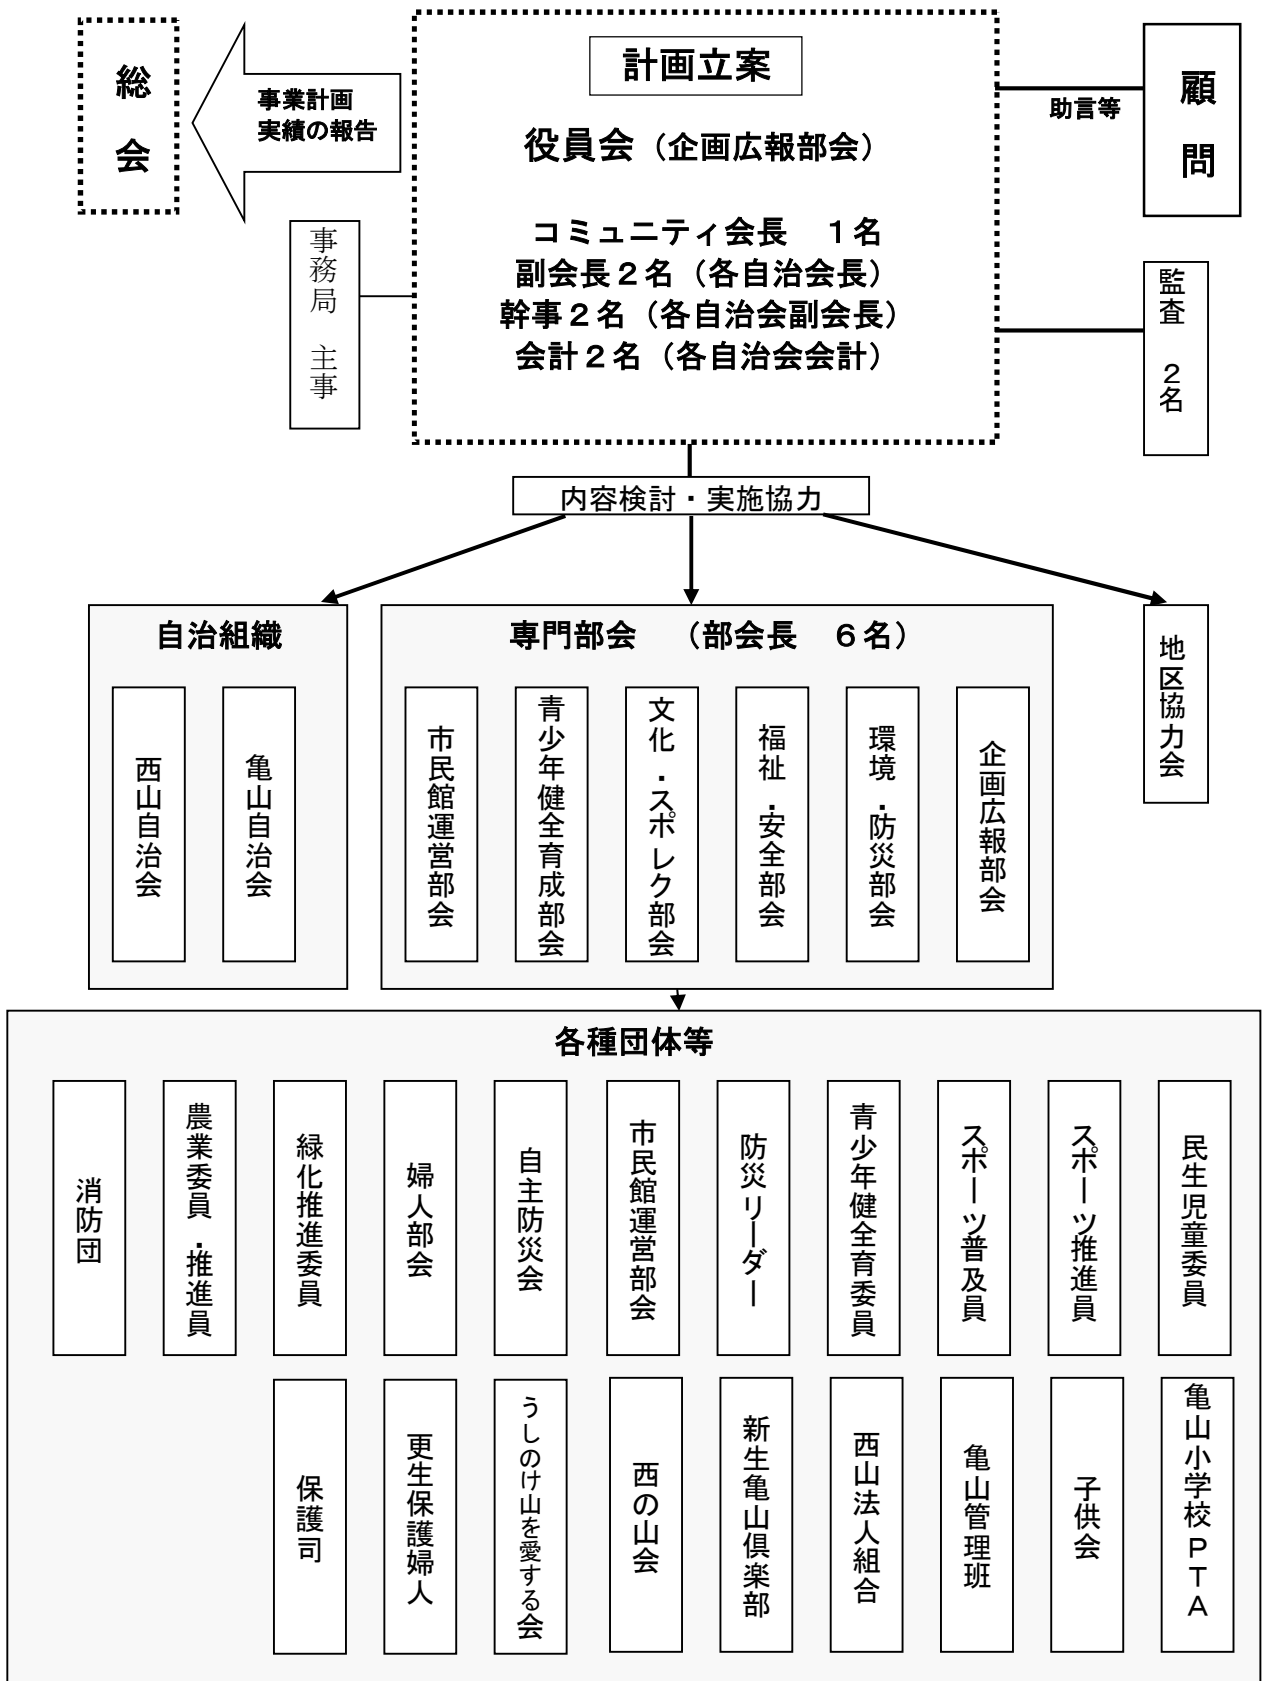 総会
事業計画
実績の報告
計画立案
役員会（企画広報部会）
コミュニティ会長　１名
副会長２名（各自治会長）
幹事２名（各自治会副会長）
会計２名（各自治会会計）
助言等
顧問
事務局　主事
監査　２名
内容検討・実施協力
自治組織
西山自治会
亀山自治会
専門部会　（部会長　６名）
市民館運営部会
青少年健全育成部会
文化・スポレク部会
福祉・安全部会
環境・防災部会
企画広報部会
地区協力会
各種団体等
消防団
農業委員・推進員
緑化推進委員
婦人部会
自主防災会
市民館運営部会
防災リーダー
青少年健全育委員
スポーツ普及員
スポーツ推進員
民生児童委員
保護司
更生保護婦人
うしのけ山を愛する会
西の山会
新生亀山倶楽部
西山法人組合
亀山管理班
子供会
亀山小学校ＰＴＡ